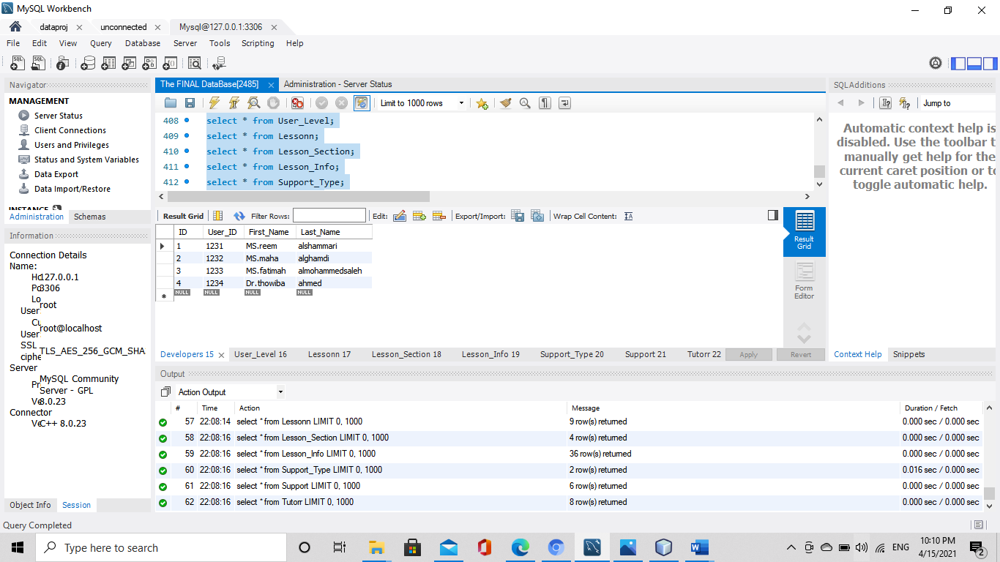 MySQL Workbench
dataproj
unconnected
Mysql@127.0.0.1:3306
File Edit View Query Database Server Tools Scripting Help
Navigator
MANAGEMENT
Server Status
Client Connections
Users and Privileges
Status and System Variables
Data Export
Data Import/Restore
INSTANCE
Administration Schemas
Information
Connection Details
Name:
Hc127.0.0.1
Pc3306
Lo
root
User
Cu
root@localhost
User
SSL
TLS_AES_256_GCM_SHA
ciphe
Server
MySQL Community
Pr
Server - GPL
Ve8.0.23
Connector
VeC++ 8.0.23
Object Info Session
The FINAL DataBase[2485]
Administration - Server Status
Limit to 1000 rows
408 select * from User_Level;
409 select * from Lessonn;
410 select * from Lesson_Section;
411 select * from Lesson_Info;
412 select * from Support_Type;
Result Grid Filter Rows: Edit: Export/Import: Wrap Cell Content:
ID User_ID First_Name Last_Name
1 1231 MS.reem alshammari
2 1232 MS.maha alghamdi
3 1233 MS.fatimah almohammedsaleh
4 1234 Dr.thowiba ahmed
NULL NULL NULL NULL
Result
Grid
Form
Editor
Developers 15 User_Level 16 Lessonn 17 Lesson_Section 18 Lesson_Info 19 Support_Type 20 Support 21 Tutorr 22 Apply Revert
Output
Action Output
# Time Action Message Duration / Fetch
57 22:08:14 select * from Lessonn LIMIT 0, 1000 9 row(s) returned 0.000 sec / 0.000 sec
58 22:08:16 select * from Lesson_Section LIMIT 0, 1000 4 row(s) returned 0.000 sec / 0.000 sec
59 22:08:16 select * from Lesson_Info LIMIT 0, 1000 36 row(s) returned 0.000 sec / 0.000 sec
60 22:08:16 select * from Support_Type LIMIT 0, 1000 2 row(s) returned 0.016 sec / 0.000 sec
61 22:08:16 select * from Support LIMIT 0, 1000 6 row(s) returned 0.000 sec / 0.000 sec
62 22:08:16 select * from Tutorr LIMIT 0, 1000 8 row(s) returned 0.000 sec / 0.000 sec
SQLAdditions
Jump to
Automatic context help is
disabled. Use the toolbar t
manually get help for the
current caret position or to
toggle automatic help.
Context Help Snippets
Query Completed
Type here to search
ENG
10:10 PM
4/15/2021
2